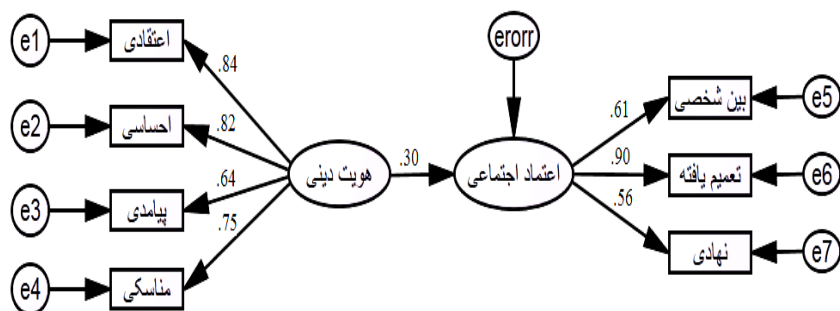 e1
اعتقادی
.84
e2
احساسی
.82
e3
پیامدی
.64
e4
مناسکی
.75
هویت دینی
.30
erorr
اعتماد اجتماعی
.61
بین شخصی
e5
.90
تعمیم یافته
e6
.56
نهادی
e7